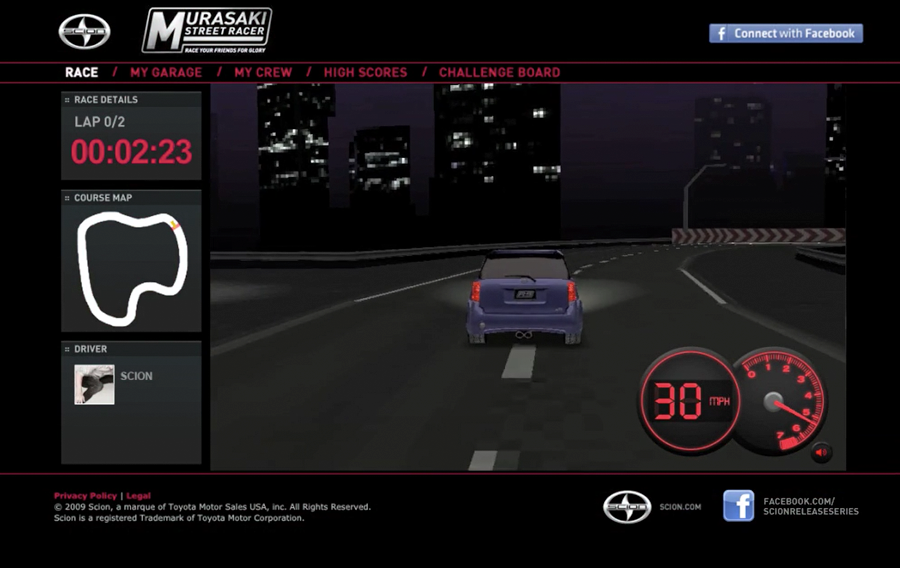 SCION
MURASAKI
STREET RACER
RACE YOUR FRIENDS FOR GLORY
f Connect with Facebook
RACE / MY GARAGE / MY CREW / HIGH SCORES / CHALLENGE BOARD
:: RACE DETAILS
LAP 0/2
00:02:23
:: COURSE MAP
:: DRIVER
SCION
30 MPH
0 1 2 3 4 5 6 7
Privacy Policy | Legal
© 2009 Scion, a marque of Toyota Motor Sales USA, inc. All Rights Reserved.
Scion is a registered Trademark of Toyota Motor Corporation.
SCION
SCION.COM
f
FACEBOOK.COM/
SCIONRELEASESERIES